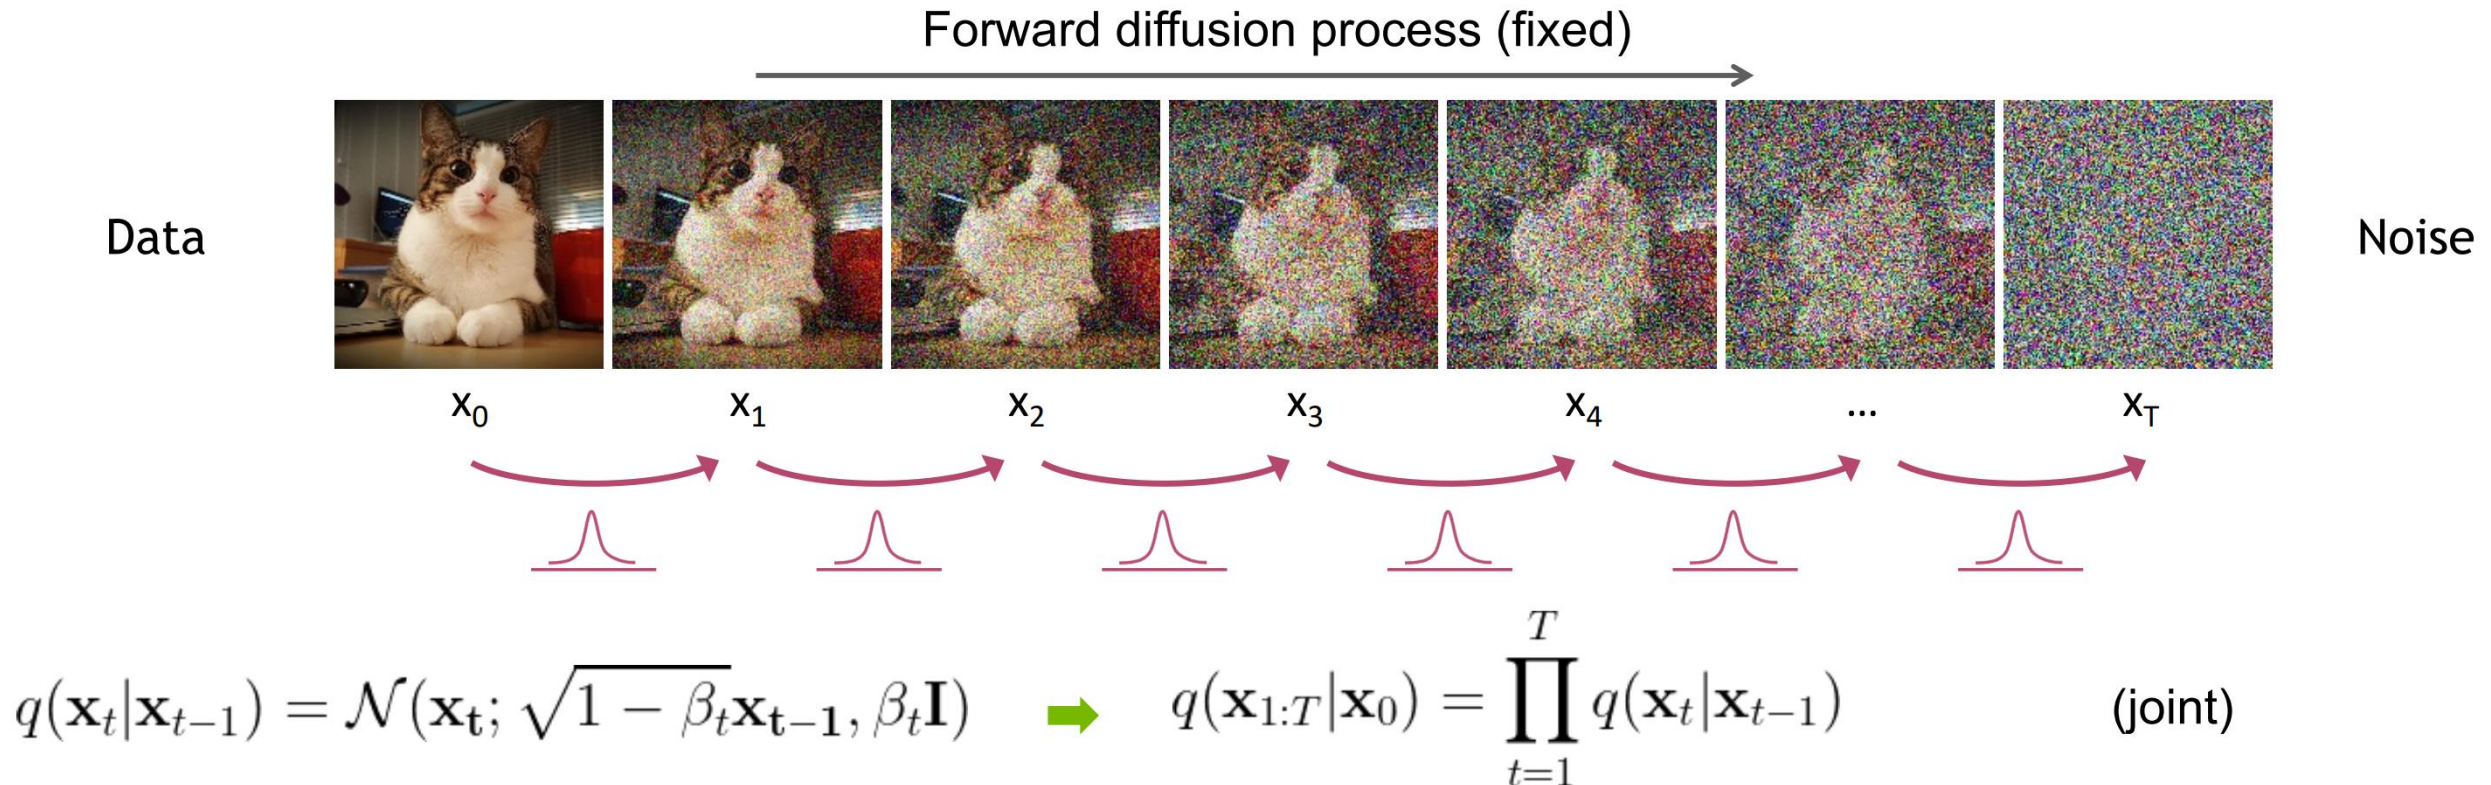 Forward diffusion process (fixed)
Data
Noise
x₀ x₁ x₂ x₃ x₄ ... x_T
q(𝐱ₜ|𝐱ₜ₋₁) = 𝒩(𝐱𝐭; √(1 − βₜ)𝐱𝐭₋𝟏, βₜ𝐈) q(𝐱₁:T|𝐱₀) = ∏_{t=1}^{T} q(𝐱ₜ|𝐱ₜ₋₁) (joint)